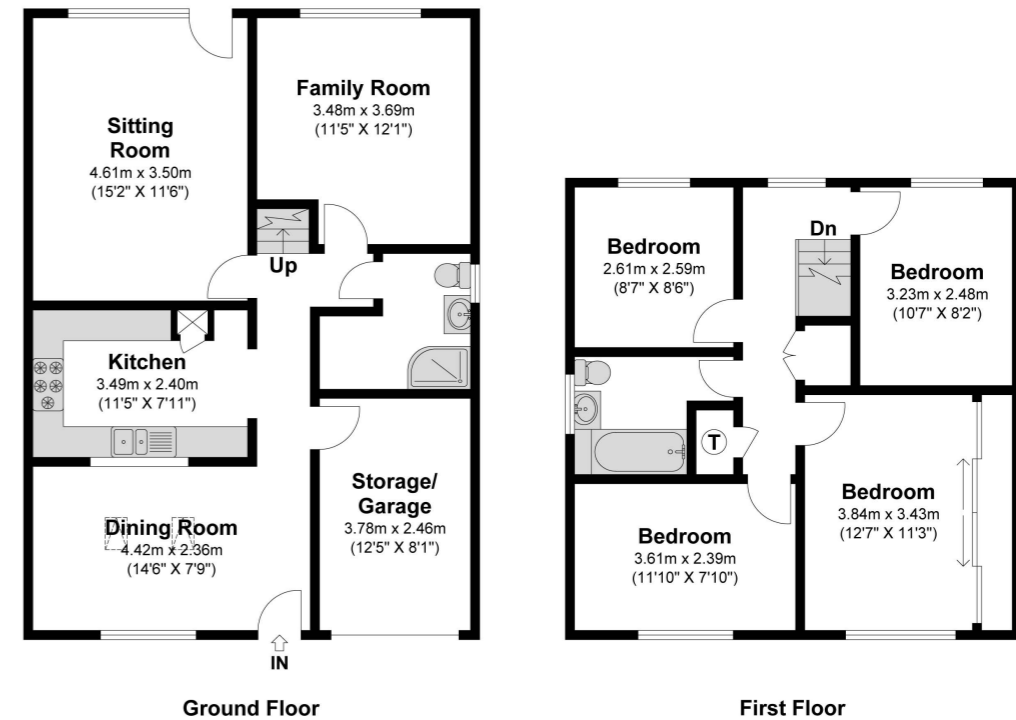 Sitting
Room
4.61m x 3.50m
(15'2" X 11'6")
Family Room
3.48m x 3.69m
(11'5" X 12'1")
Up
Kitchen
3.49m x 2.40m
(11'5" X 7'11")
Dining Room
4.42m x 2.36m
(14'6" X 7'9")
Storage/
Garage
3.78m x 2.46m
(12'5" X 8'1")
IN
Ground Floor
Bedroom
2.61m x 2.59m
(8'7" X 8'6")
Dn
Bedroom
3.23m x 2.48m
(10'7" X 8'2")
T
Bedroom
3.61m x 2.39m
(11'10" X 7'10")
Bedroom
3.84m x 3.43m
(12'7" X 11'3")
First Floor